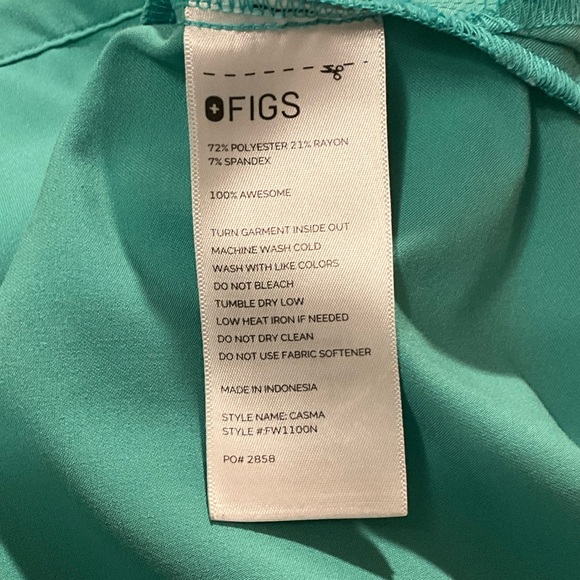 FIGS
72% POLYESTER 21% RAYON
7% SPANDEX
100% AWESOME
TURN GARMENT INSIDE OUT
MACHINE WASH COLD
WASH WITH LIKE COLORS
DO NOT BLEACH
TUMBLE DRY LOW
LOW HEAT IRON IF NEEDED
DO NOT DRY CLEAN
DO NOT USE FABRIC SOFTENER
MADE IN INDONESIA
STYLE NAME: CASMA
STYLE #:FW1100N
PO# 2858